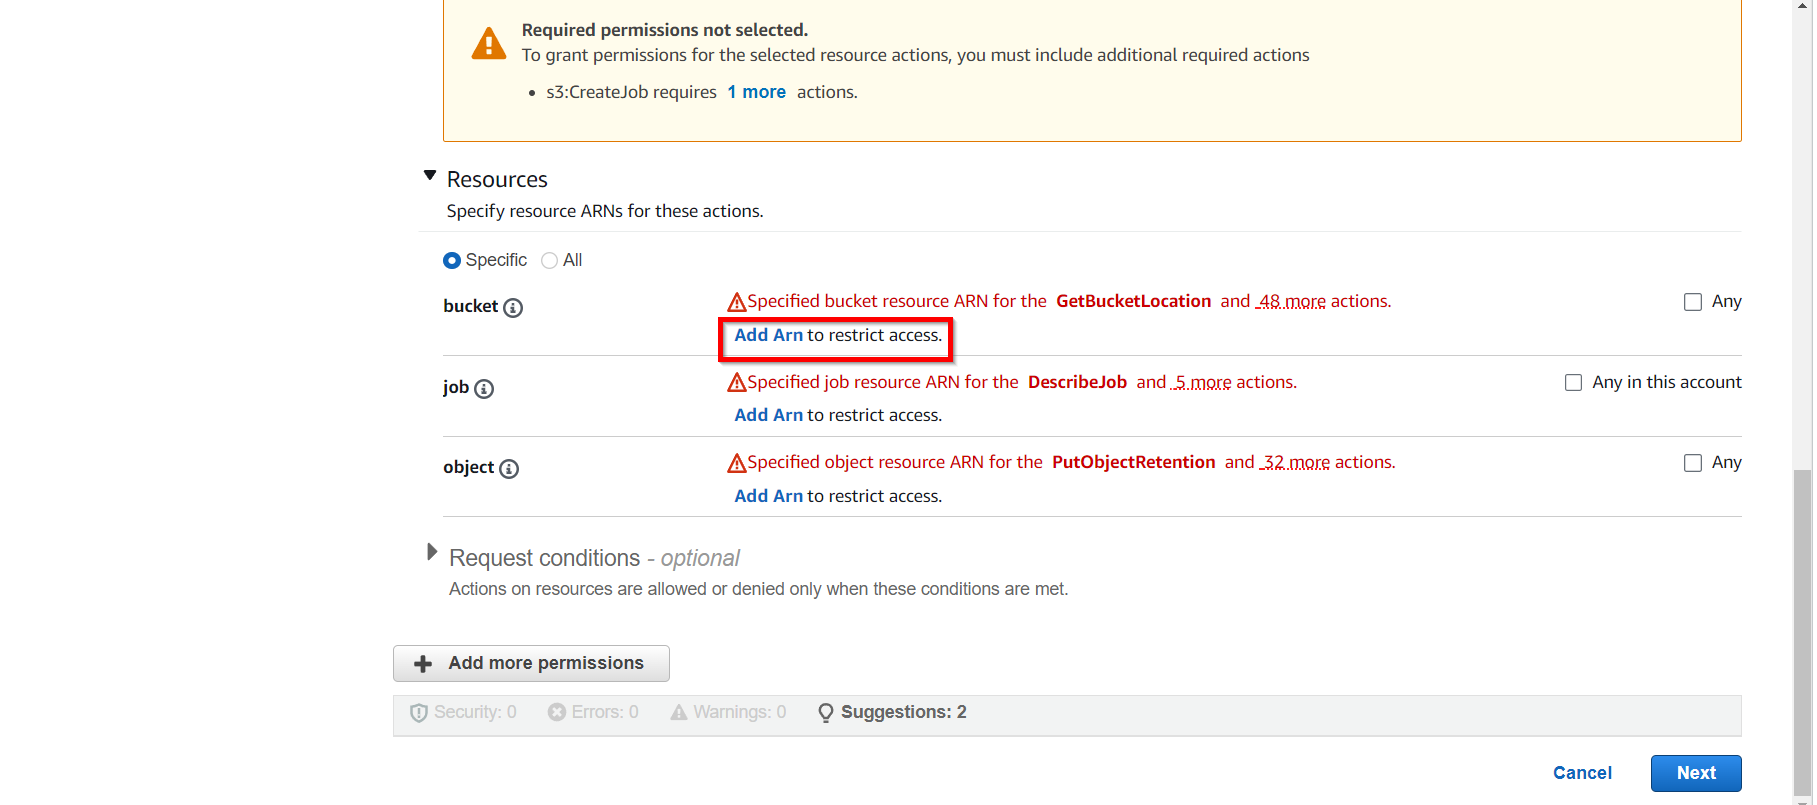 Required permissions not selected.
To grant permissions for the selected resource actions, you must include additional required actions
• s3:CreateJob requires 1 more actions.
Resources
Specify resource ARNs for these actions.
Specific All
bucket Specified bucket resource ARN for the GetBucketLocation and 48 more actions. Any
Add Arn to restrict access.
job Specified job resource ARN for the DescribeJob and 5 more actions. Any in this account
Add Arn to restrict access.
object Specified object resource ARN for the PutObjectRetention and 32 more actions. Any
Add Arn to restrict access.
Request conditions - optional
Actions on resources are allowed or denied only when these conditions are met.
Add more permissions
Security: 0 Errors: 0 Warnings: 0 Suggestions: 2
Cancel Next